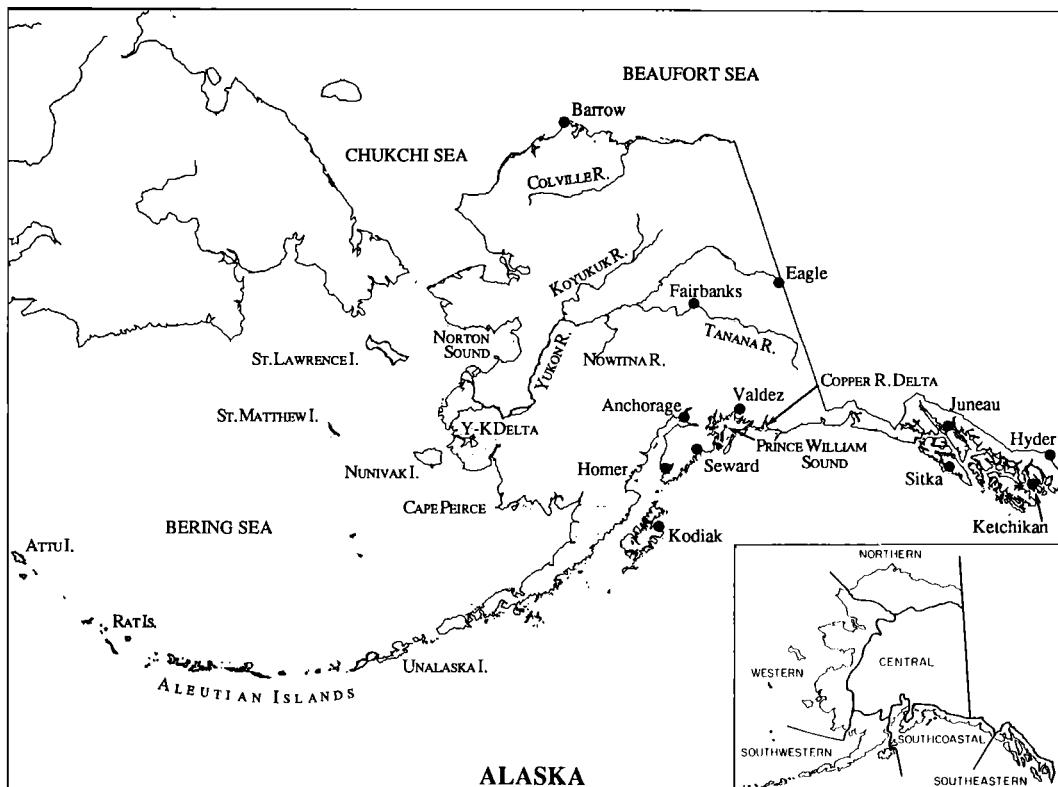 BEAUFORT SEA
Barrow
CHUKCHI SEA
COLVILLE R.
KOYUKUK R.
Eagle
Fairbanks
NORTON
SOUND
YUKON R.
TANANA R.
ST. LAWRENCE I.
NOWITNA R.
COPPER R. DELTA
Valdez
ST. MATTHEW I.
Anchorage
Juneau
Y-K DELTA
PRINCE WILLIAM
SOUND
Hyder
NUNIVAK I.
Homer
Seward
Sitka
CAPE PEIRCE
Ketchikan
BERING SEA
Kodiak
ATTU I.
RAT IS.
UNALASKA I.
ALEUTIAN ISLANDS
ALASKA
NORTHERN
WESTERN
CENTRAL
SOUTHWESTERN
SOUTHCOASTAL
SOUTHEASTERN